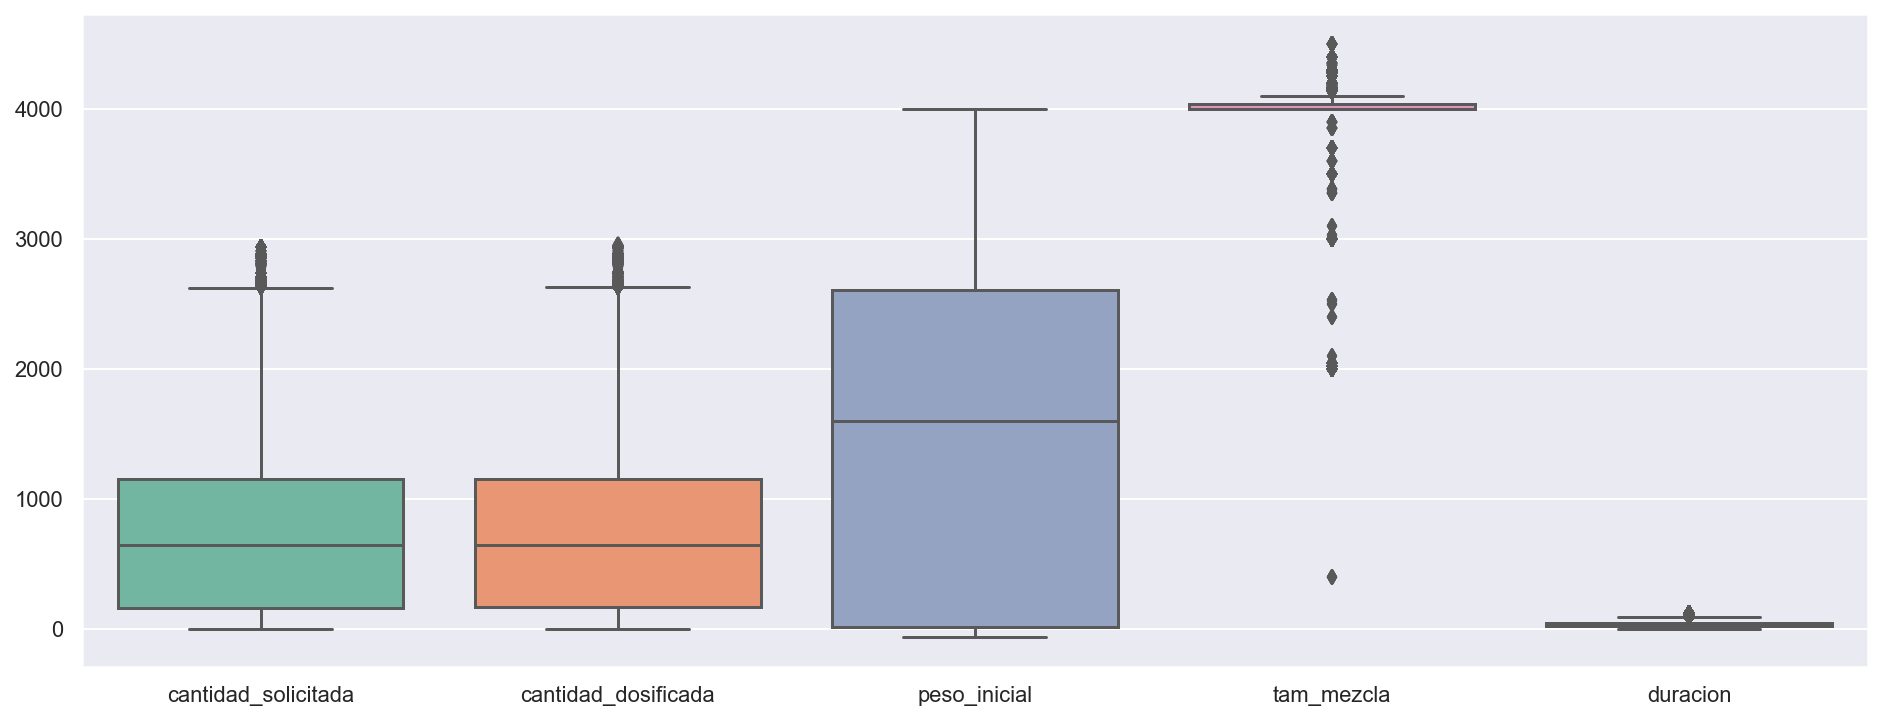 4000
3000
2000
1000
0
cantidad_solicitada
cantidad_dosificada
peso_inicial
tam_mezcla
duracion